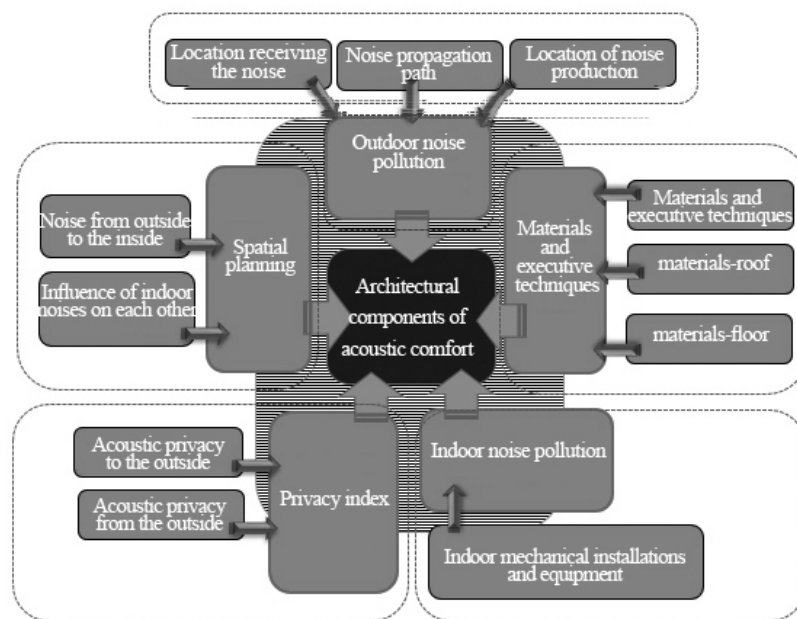 Location receiving
the noise
Noise propagation
path
Location of noise
production
Outdoor noise
pollution
Noise from outside
to the inside
Influence of indoor
noises on each other
Spatial
planning
Architectural
components of
acoustic comfort
Materials
and
executive
techniques
Materials and
executive techniques
materials-roof
materials-floor
Acoustic privacy
to the outside
Acoustic privacy
from the outside
Privacy index
Indoor noise pollution
Indoor mechanical installations
and equipment